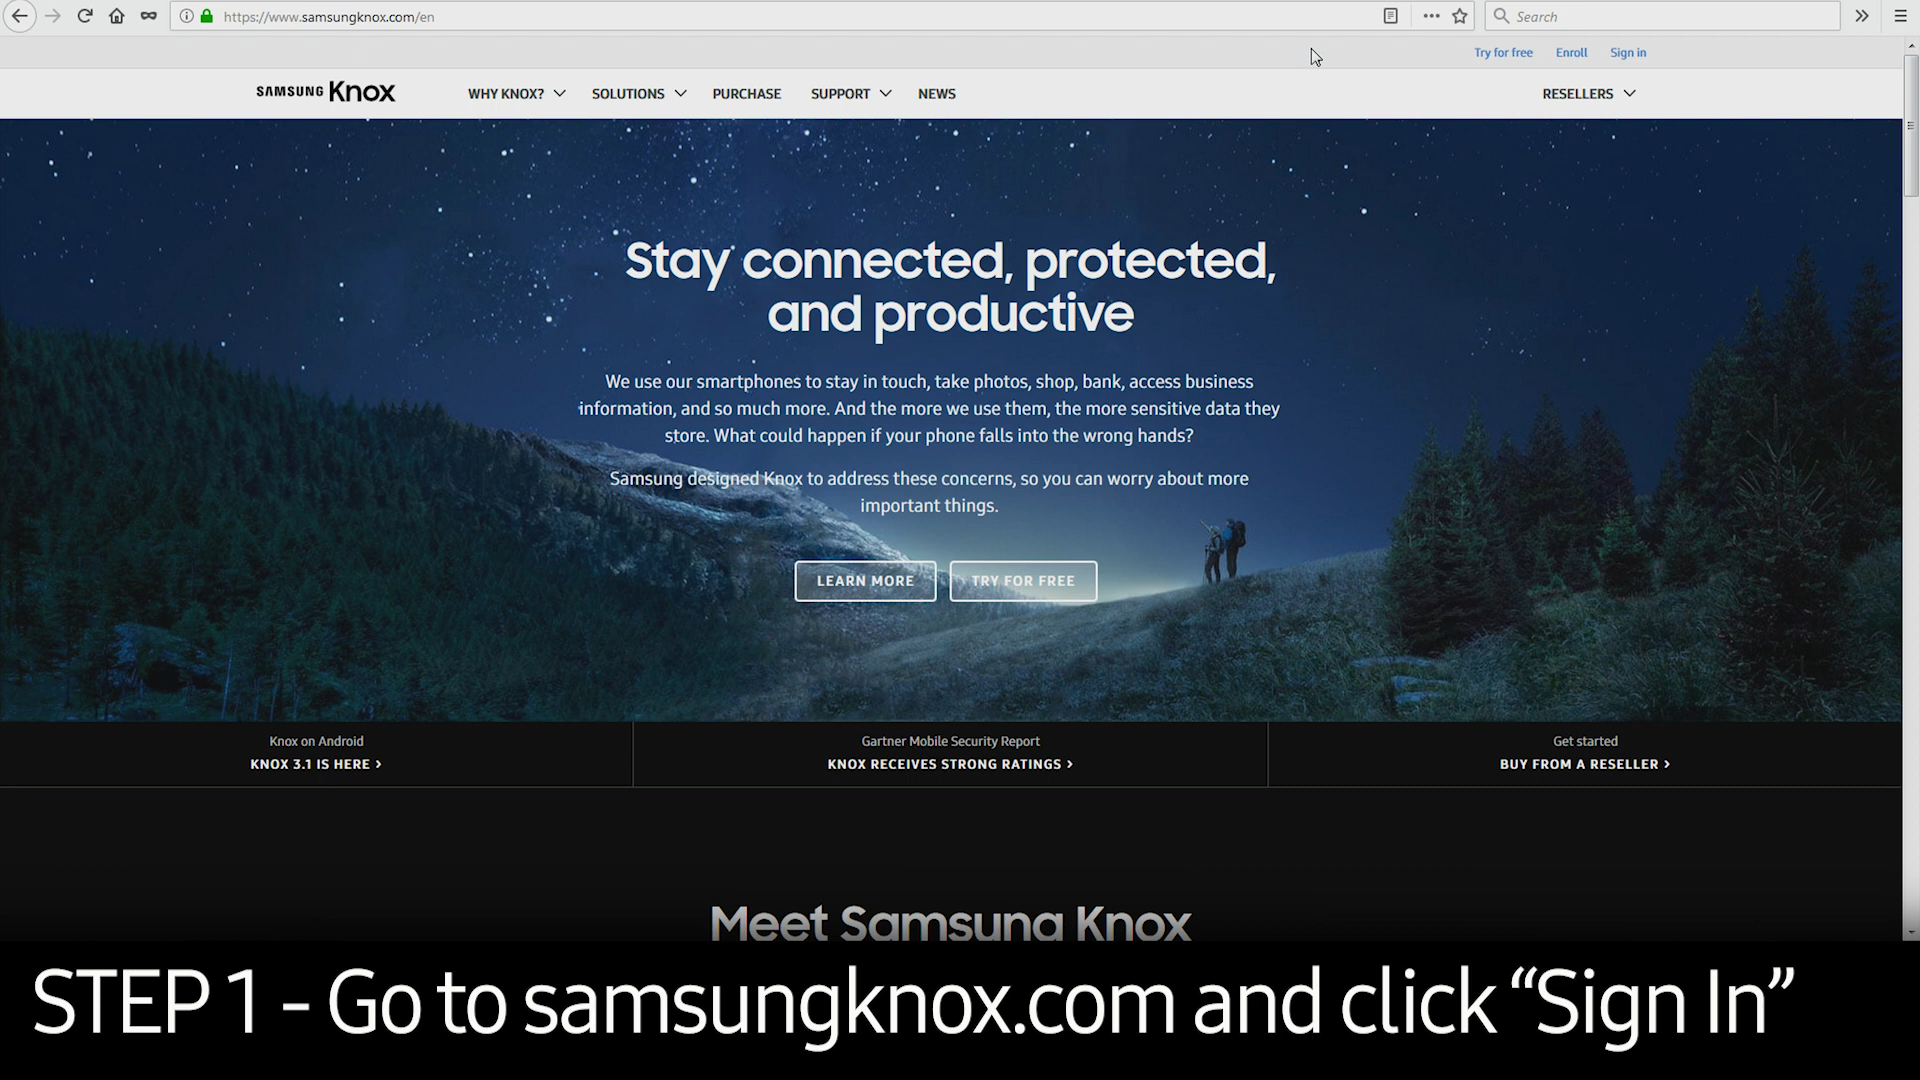 https://www.samsungknox.com/en
Search
Try for free
Enroll
Sign in
SAMSUNG Knox
WHY KNOX?
SOLUTIONS
PURCHASE
SUPPORT
NEWS
RESELLERS
Stay connected, protected,
and productive
We use our smartphones to stay in touch, take photos, shop, bank, access business
information, and so much more. And the more we use them, the more sensitive data they
store. What could happen if your phone falls into the wrong hands?
Samsung designed Knox to address these concerns, so you can worry about more
important things.
LEARN MORE
TRY FOR FREE
Knox on Android
KNOX 3.1 IS HERE >
Gartner Mobile Security Report
KNOX RECEIVES STRONG RATINGS >
Get started
BUY FROM A RESELLER >
Meet Samsung Knox
STEP 1 - Go to samsungknox.com and click “Sign In”